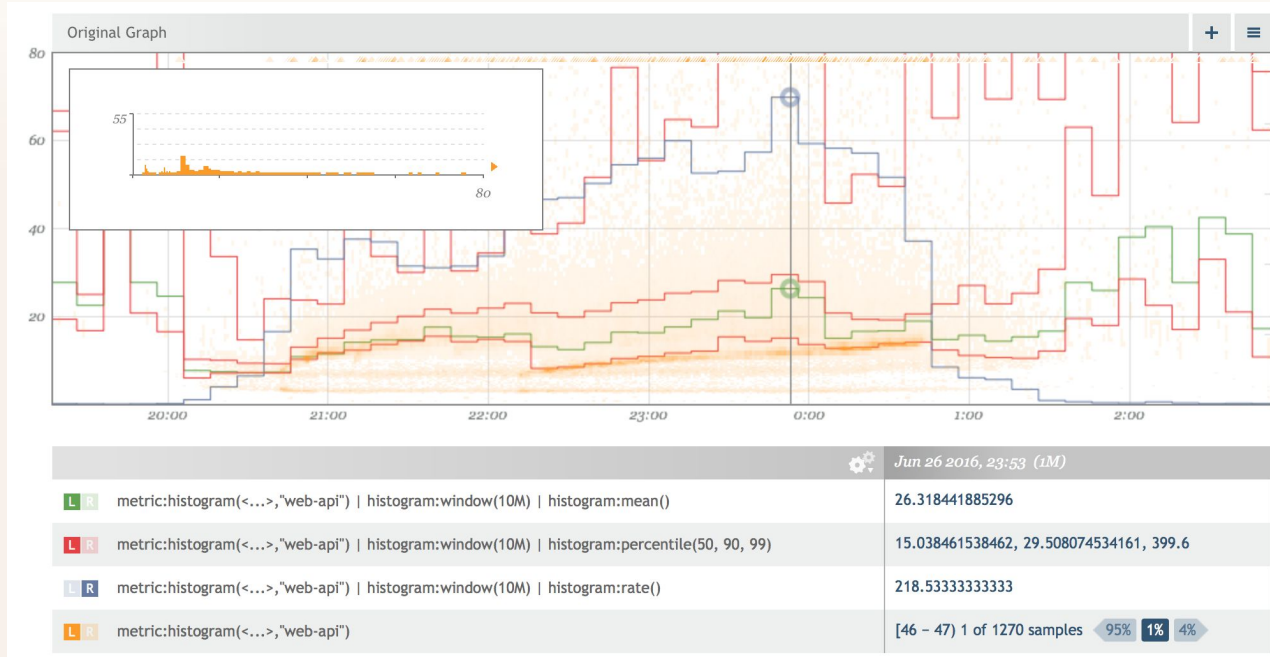 Original Graph
+ ≡
80
60
40
20
55
80
20:00 21:00 22:00 23:00 0:00 1:00 2:00
Jun 26 2016, 23:53 (1M)
L R metric:histogram(<...>,"web-api") | histogram:window(10M) | histogram:mean() 26.318441885296
L R metric:histogram(<...>,"web-api") | histogram:window(10M) | histogram:percentile(50, 90, 99) 15.038461538462, 29.508074534161, 399.6
L R metric:histogram(<...>,"web-api") | histogram:window(10M) | histogram:rate() 218.53333333333
L R metric:histogram(<...>,"web-api") [46 – 47) 1 of 1270 samples 95% 1% 4%